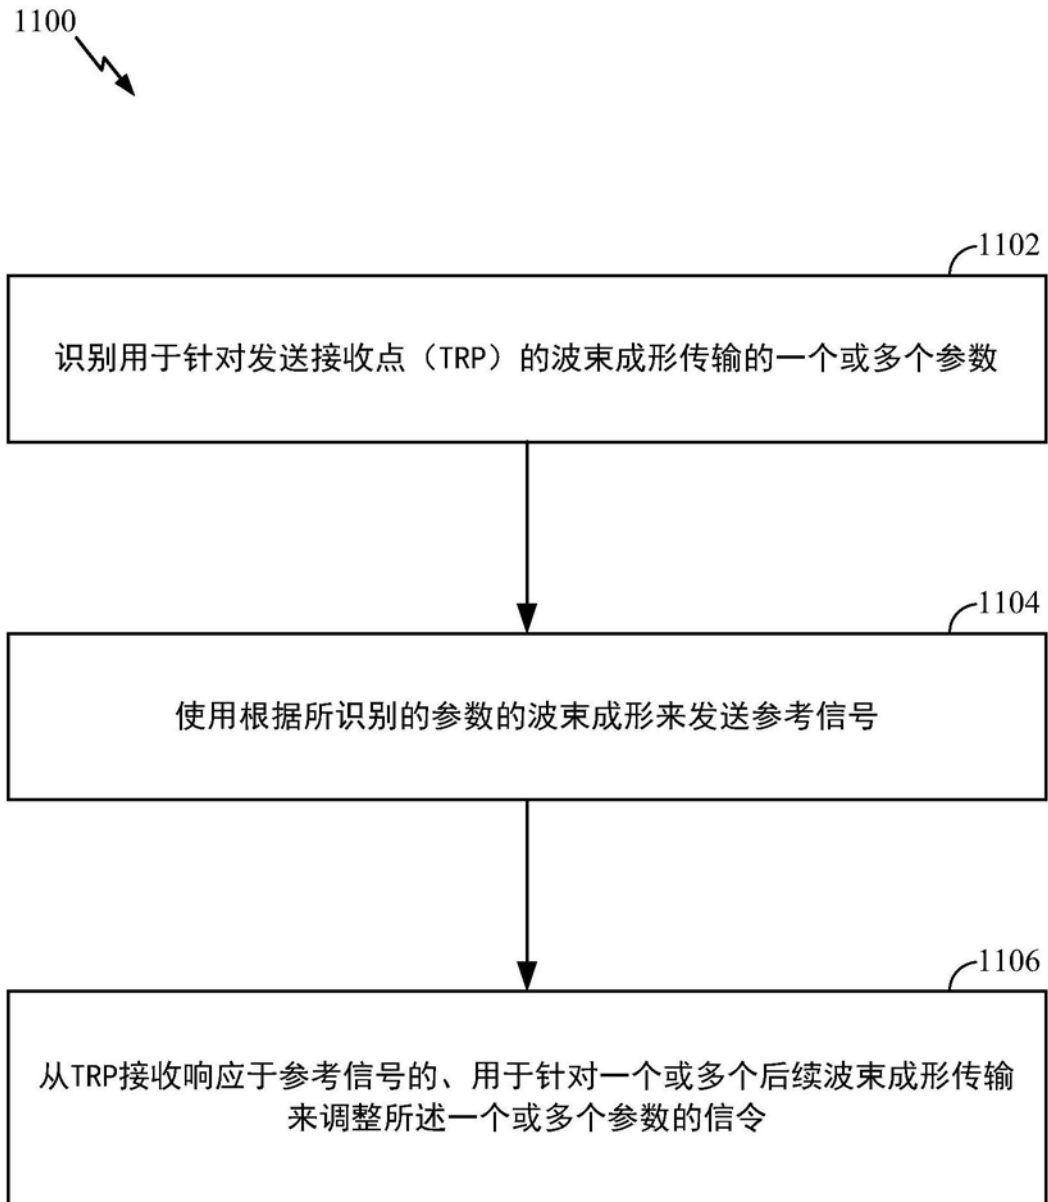 1100
1102
识别用于针对发送接收点（TRP）的波束成形传输的一个或多个参数
1104
使用根据所识别的参数的波束成形来发送参考信号
1106
从TRP接收响应于参考信号的、用于针对一个或多个后续波束成形传输
来调整所述一个或多个参数的信令